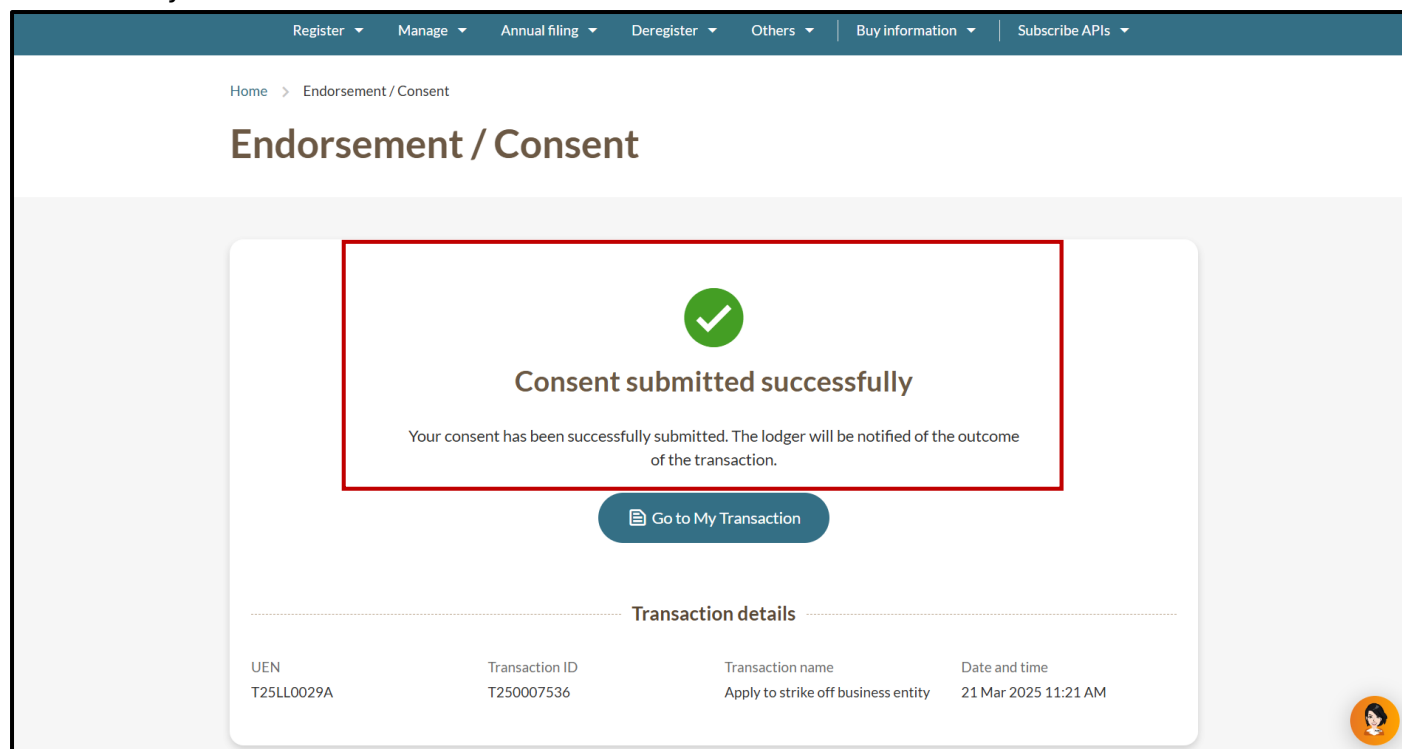 Register Manage Annual filing Deregister Others Buy information Subscribe APIs
Home > Endorsement / Consent
Endorsement / Consent
Consent submitted successfully
Your consent has been successfully submitted. The lodger will be notified of the outcome
of the transaction.
Go to My Transaction
Transaction details
UEN Transaction ID Transaction name Date and time
T25LL0029A T250007536 Apply to strike off business entity 21 Mar 2025 11:21 AM